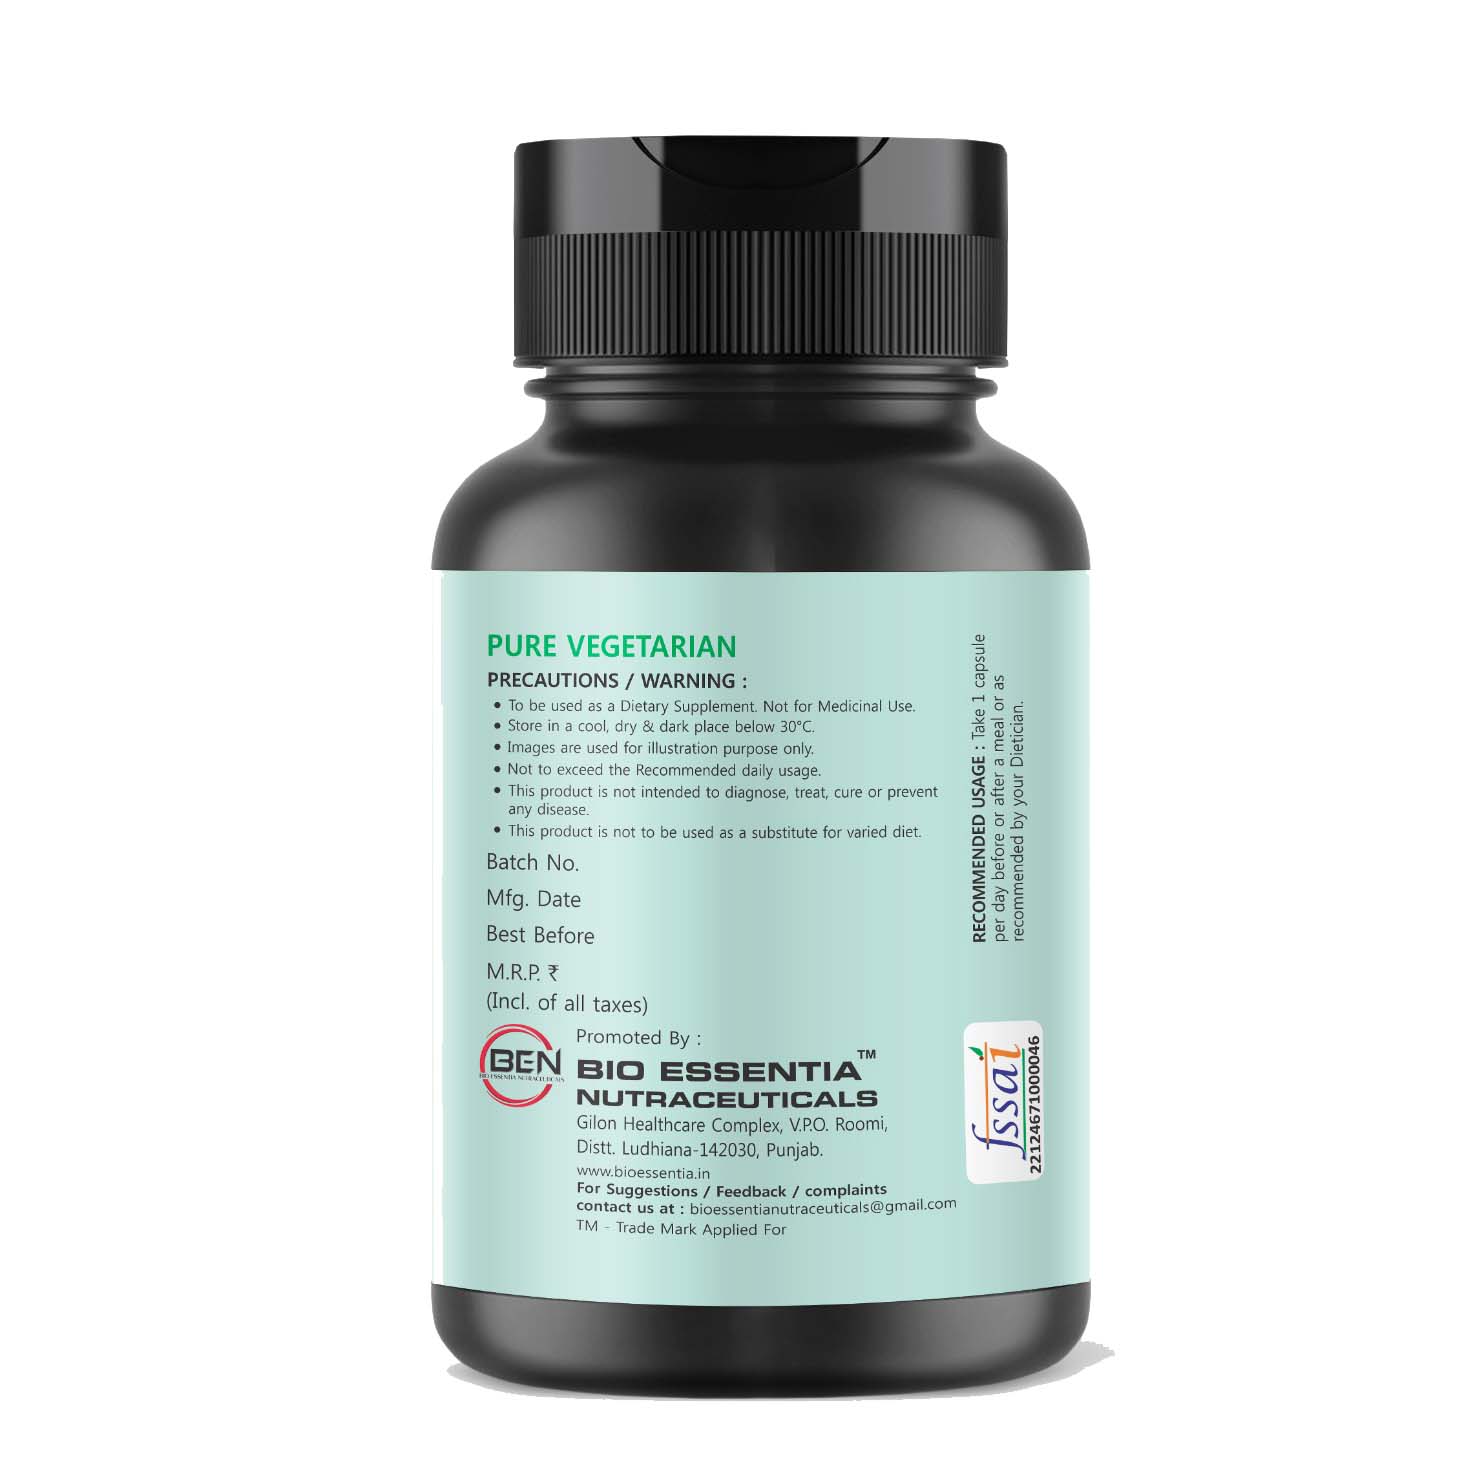 PURE VEGETARIAN
PRECAUTIONS / WARNING :
• To be used as a Dietary Supplement. Not for Medicinal Use.
• Store in a cool, dry & dark place below 30°C.
• Images are used for illustration purpose only.
• Not to exceed the Recommended daily usage.
• This product is not intended to diagnose, treat, cure or prevent
any disease.
• This product is not to be used as a substitute for varied diet.
Batch No.
Mfg. Date
Best Before
M.R.P. ₹
(Incl. of all taxes)
BEN
BIO ESSENTIA NUTRACEUTICALS
Promoted By :
BIO ESSENTIA™
NUTRACEUTICALS
Gilon Healthcare Complex, V.P.O. Roomi,
Distt. Ludhiana-142030, Punjab.
www.bioessentia.in
For Suggestions / Feedback / complaints
contact us at : bioessentianutraceuticals@gmail.com
TM - Trade Mark Applied For
RECOMMENDED USAGE : Take 1 capsule
per day before or after a meal or as
recommended by your Dietician.
fssai
22124671000046